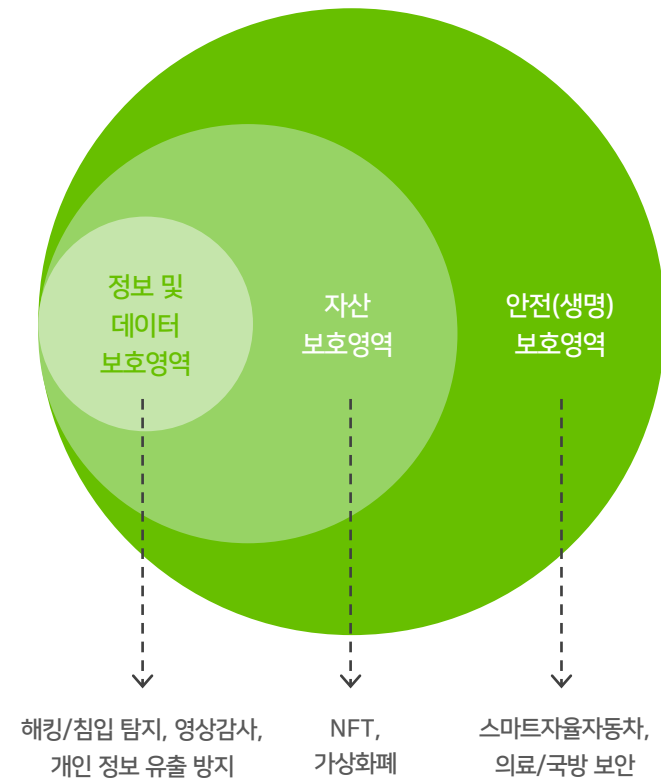 정보 및
데이터
보호영역
자산
보호영역
안전(생명)
보호영역
해킹/침입 탐지, 영상감사,
개인 정보 유출 방지
NFT,
가상화폐
스마트자율자동차,
의료/국방 보안